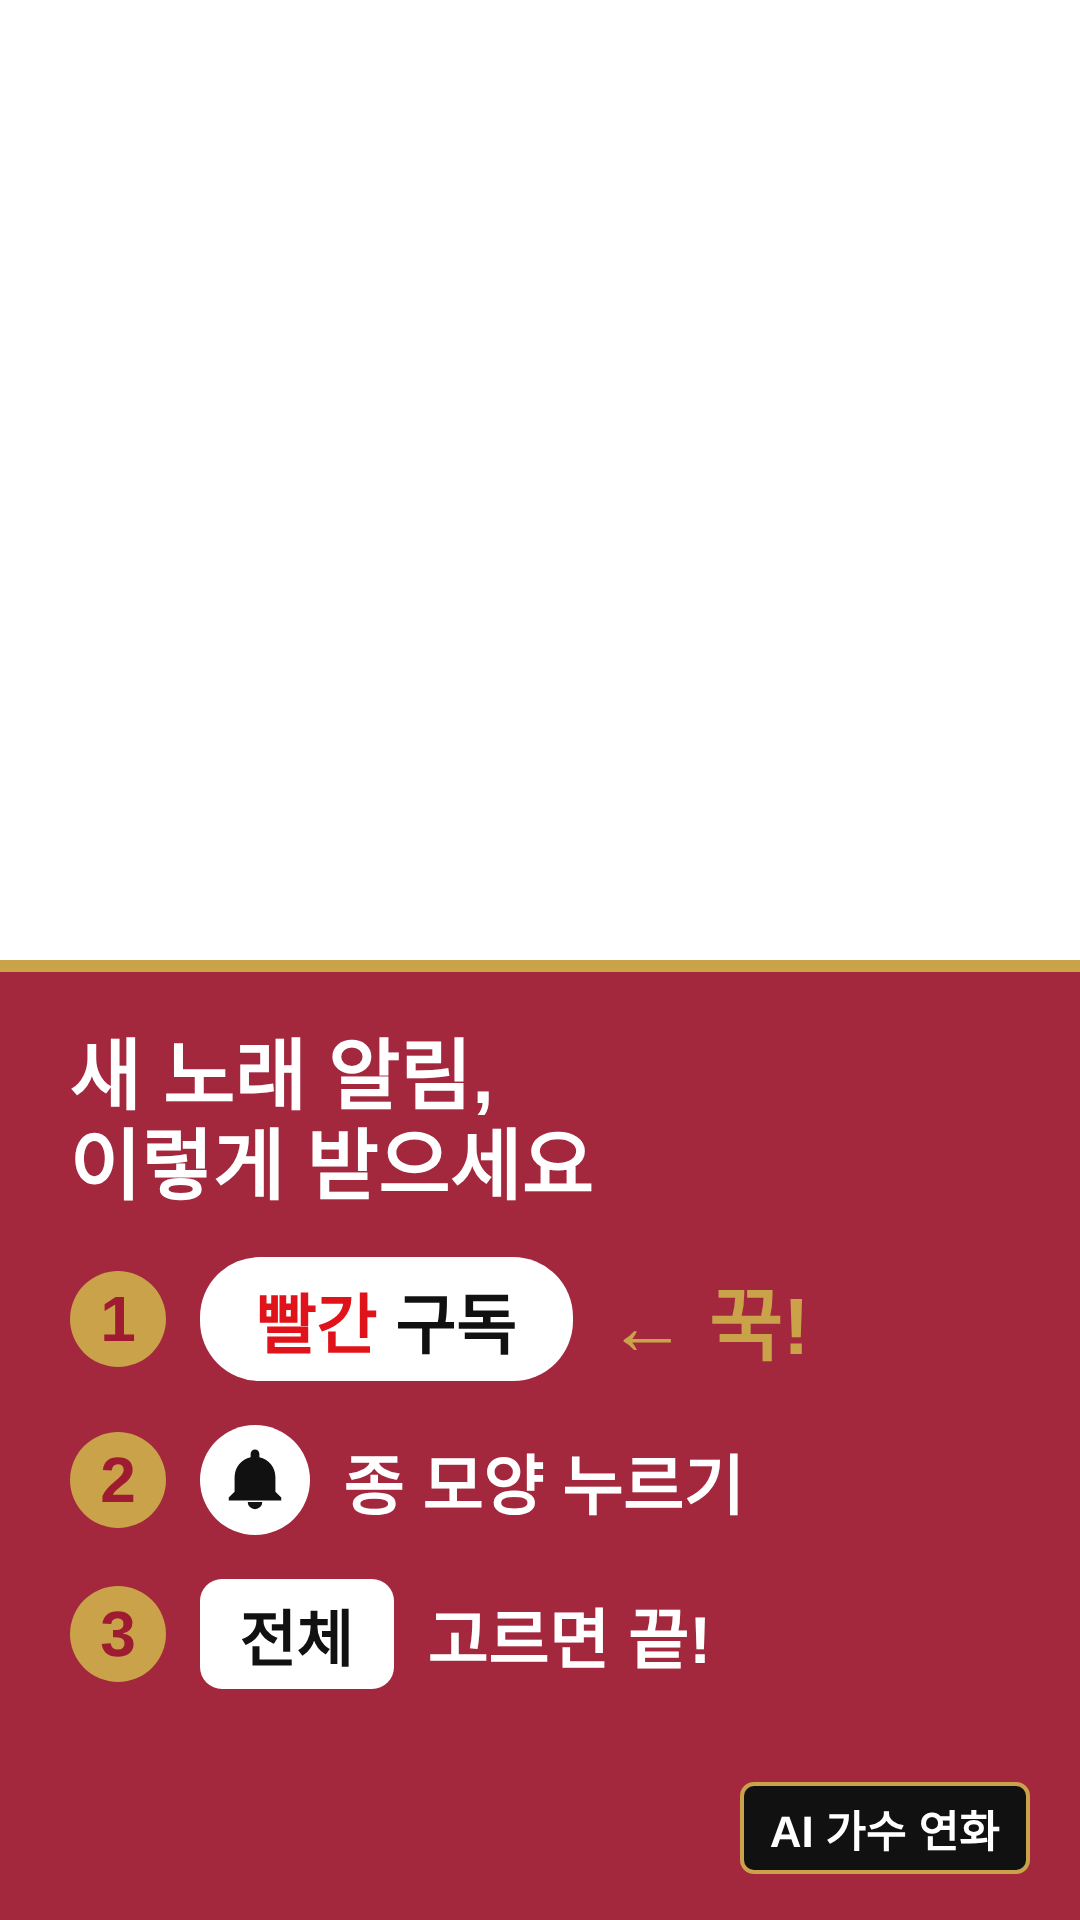 새 노래 알림,
이렇게 받으세요
1 빨간 구독 ← 꾹!
2 종 모양 누르기
3 전체 고르면 끝!
AI 가수 연화